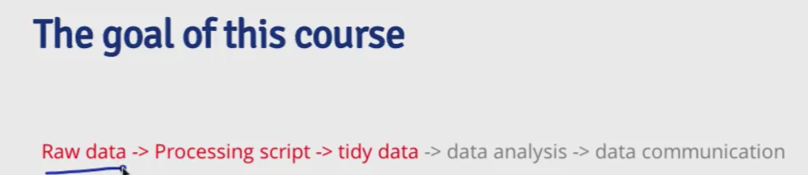 The goal of this course
Raw data -> Processing script -> tidy data -> data analysis -> data communication